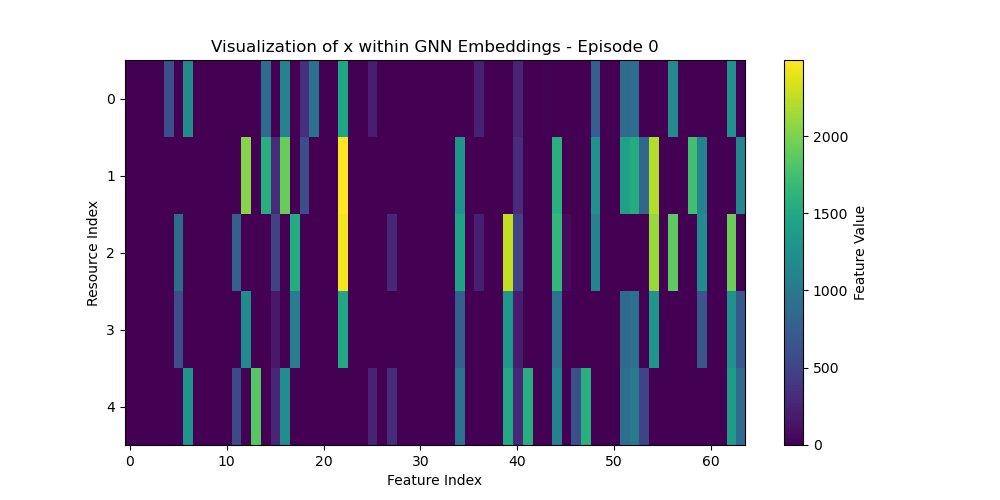 Visualization of x within GNN Embeddings - Episode 0
Resource Index
0
1
2
3
4
0 10 20 30 40 50 60
Feature Index
2000
1500
1000
500
0
Feature Value